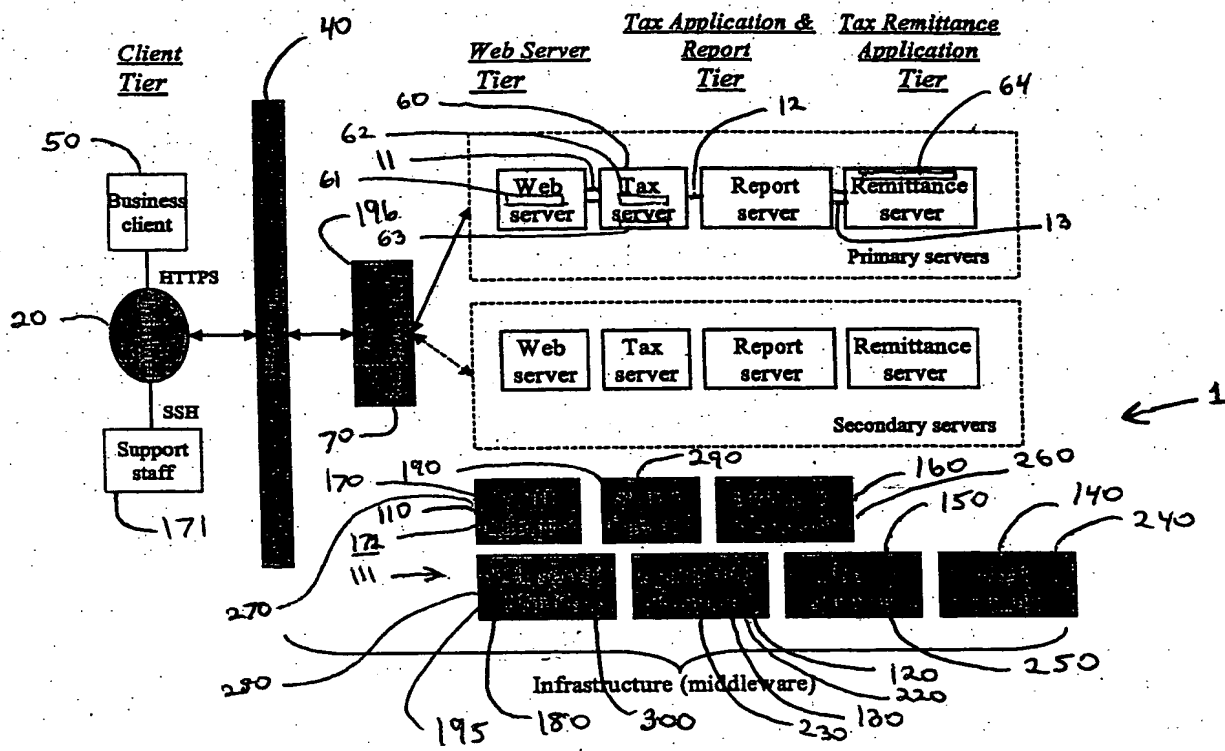 Client
Tier
40
Web Server
Tier
Tax Application &
Report
Tier
Tax Remittance
Application
Tier
64
60
12
62
11
50
61
196
63
Business
client
Web
server
Tax
server
Report
server
Remittance
server
13
Primary servers
HTTPS
20
Web
server
Tax
server
Report
server
Remittance
server
Secondary servers
1
SSH
70
Support
staff
171
190
290
160
260
170
150
140
110
240
172
111
270
280
Infrastructure (middleware)
120
250
220
195
180
300
230
130